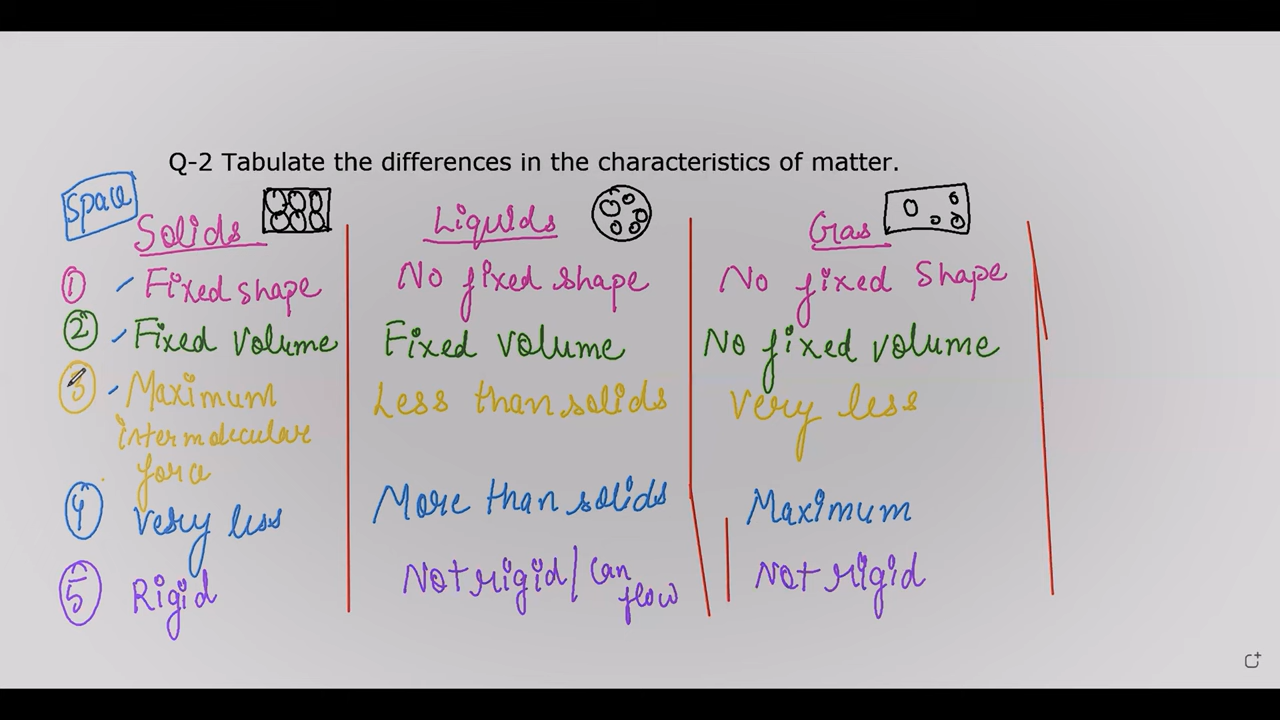 Q-2 Tabulate the differences in the characteristics of matter.
Space
Solids Liquids Gas
1 Fixed shape No fixed shape No fixed Shape
2 Fixed volume Fixed volume No fixed volume
3 Maximum Less than solids Very less
intermolecular
force
4 Very less More than solids Maximum
5 Rigid Not rigid/ Can Not rigid
flow